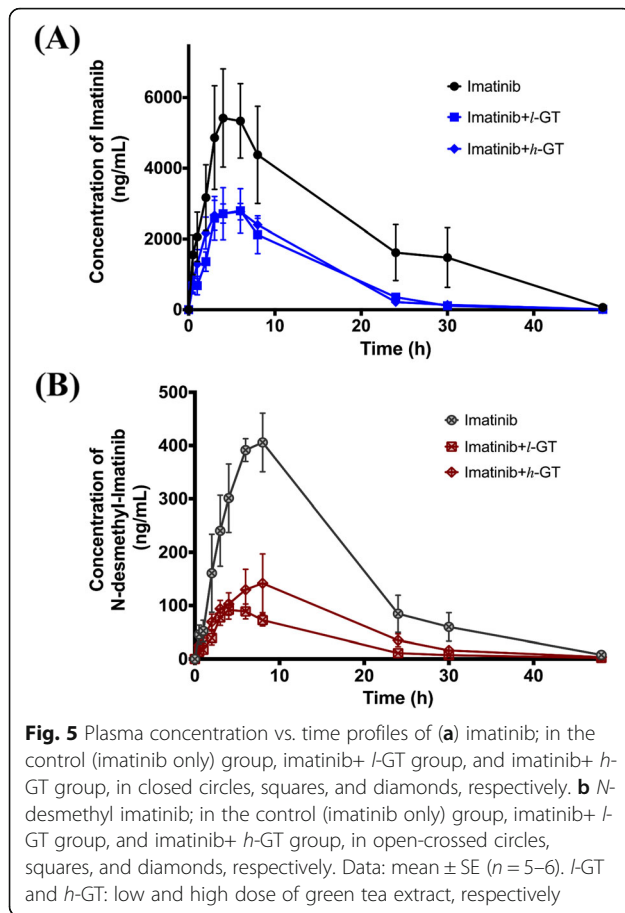 (A)
Concentration of Imatinib
(ng/mL)
6000
4000
2000
0
Imatinib
Imatinib+l-GT
Imatinib+h-GT
0
10
20
30
40
Time (h)
(B)
Concentration of
N-desmethyl-Imatinib
(ng/mL)
500
400
300
200
100
0
Imatinib
Imatinib+l-GT
Imatinib+h-GT
0
10
20
30
40
Time (h)
Fig. 5 Plasma concentration vs. time profiles of (a) imatinib; in the
control (imatinib only) group, imatinib+ l-GT group, and imatinib+ h-
GT group, in closed circles, squares, and diamonds, respectively. b N-
desmethyl imatinib; in the control (imatinib only) group, imatinib+ l-
GT group, and imatinib+ h-GT group, in open-crossed circles,
squares, and diamonds, respectively. Data: mean ± SE (n = 5–6). l-GT
and h-GT: low and high dose of green tea extract, respectively